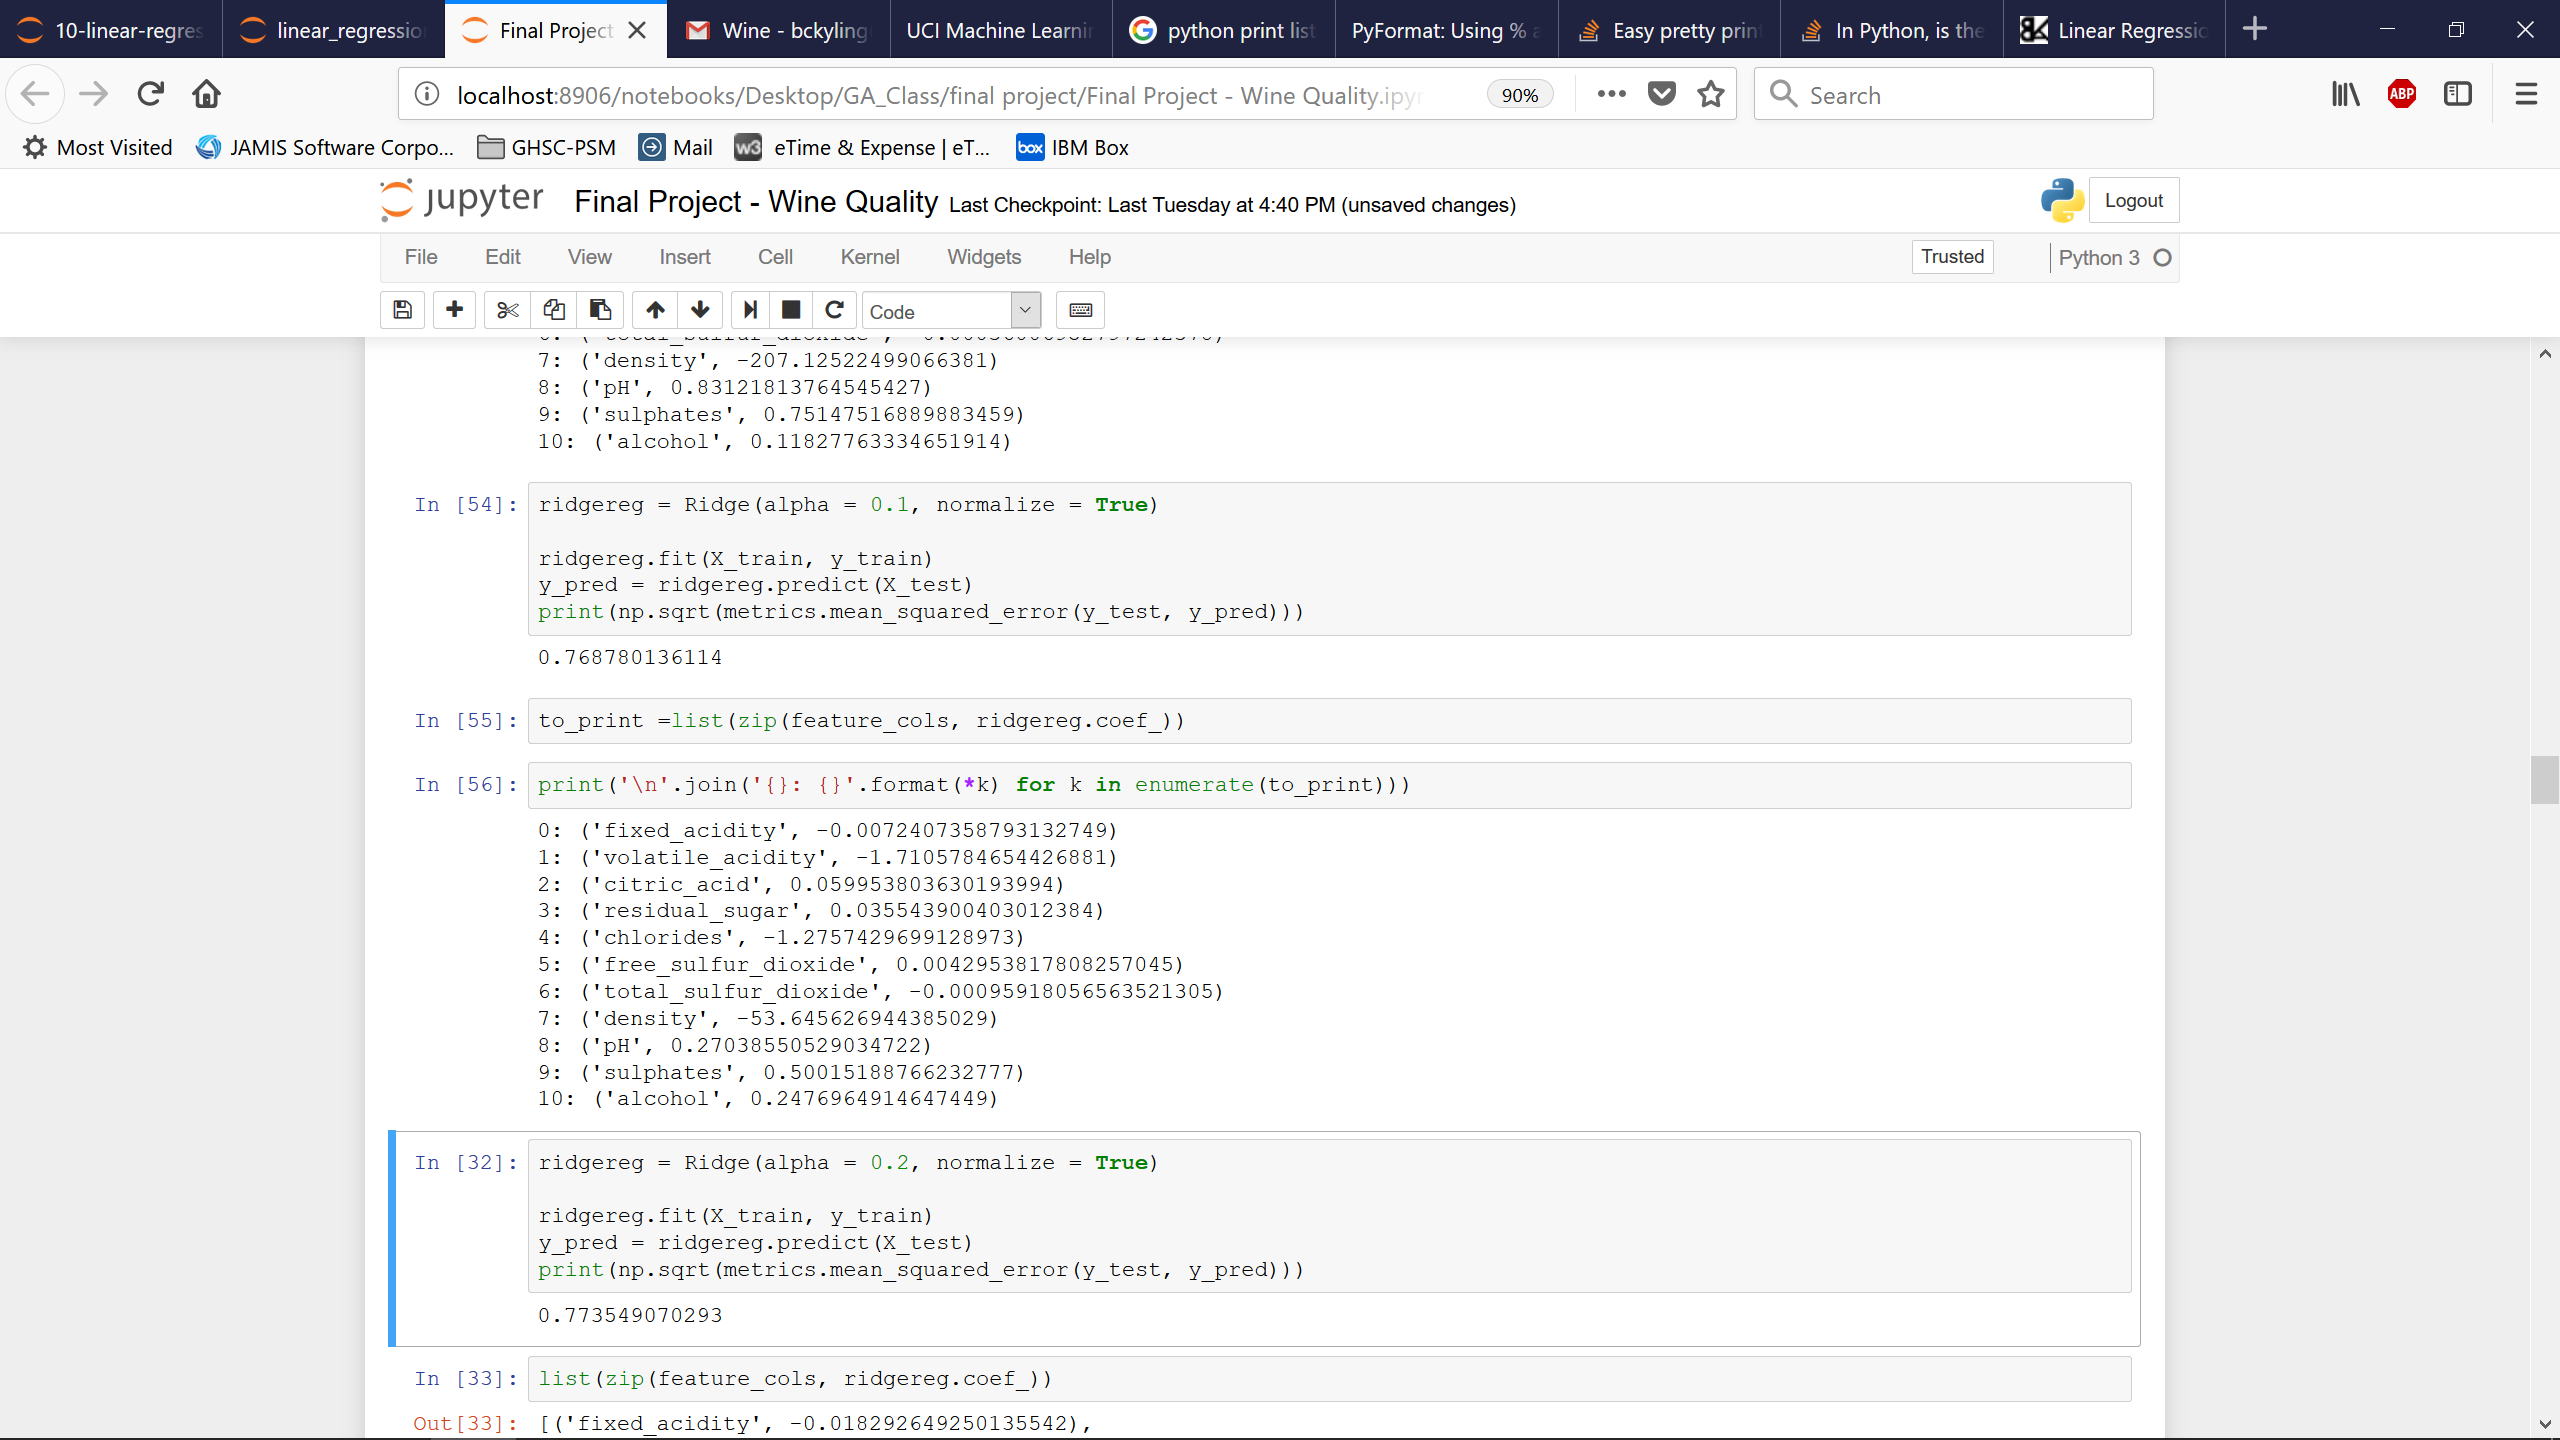 10-linear-regres
linear_regressio
Final Project
Wine - bckyling
UCI Machine Learni
python print list
PyFormat: Using % a
Easy pretty prin
In Python, is the
Linear Regressio
localhost:8906/notebooks/Desktop/GA_Class/final project/Final Project - Wine Quality.ipyn
90%
Search
ABP
Most Visited
JAMIS Software Corpo...
GHSC-PSM
Mail
w3
eTime & Expense | eT...
box
IBM Box
jupyter
Final Project - Wine Quality
Last Checkpoint: Last Tuesday at 4:40 PM (unsaved changes)
Logout
File Edit View Insert Cell Kernel Widgets Help
Trusted
Python 3
Code
7: ('density', -207.12522499066381)
8: ('pH', 0.83121813764545427)
9: ('sulphates', 0.75147516889883459)
10: ('alcohol', 0.11827763334651914)
In [54]: ridgereg = Ridge(alpha = 0.1, normalize = True)
ridgereg.fit(X_train, y_train)
y_pred = ridgereg.predict(X_test)
print(np.sqrt(metrics.mean_squared_error(y_test, y_pred)))
0.768780136114
In [55]: to_print =list(zip(feature_cols, ridgereg.coef_))
In [56]: print('\n'.join('{}: {}'.format(*k) for k in enumerate(to_print)))
0: ('fixed_acidity', -0.0072407358793132749)
1: ('volatile_acidity', -1.7105784654426881)
2: ('citric_acid', 0.059953803630193994)
3: ('residual_sugar', 0.035543900403012384)
4: ('chlorides', -1.2757429699128973)
5: ('free_sulfur_dioxide', 0.0042953817808257045)
6: ('total_sulfur_dioxide', -0.00095918056563521305)
7: ('density', -53.645626944385029)
8: ('pH', 0.27038550529034722)
9: ('sulphates', 0.50015188766232777)
10: ('alcohol', 0.2476964914647449)
In [32]: ridgereg = Ridge(alpha = 0.2, normalize = True)
ridgereg.fit(X_train, y_train)
y_pred = ridgereg.predict(X_test)
print(np.sqrt(metrics.mean_squared_error(y_test, y_pred)))
0.773549070293
In [33]: list(zip(feature_cols, ridgereg.coef_))
Out[33]: [('fixed_acidity', -0.018292649250135542),